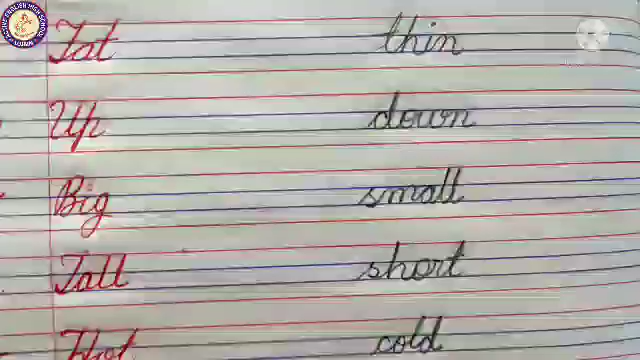 Fat thin
Up down
Big small
Tall short
Hot cold